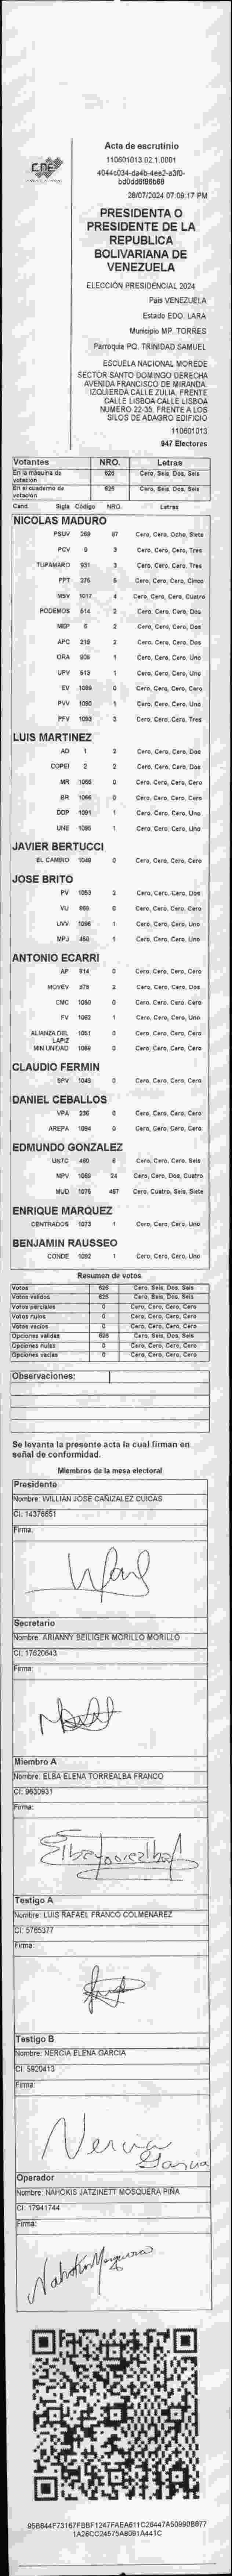 CNE
Acta de escrutinio
110601013.02.1.0001
4044c034-da4b-4ee2-a3f0-
bd0dd6f86b68
28/07/2024 07:09:17 PM
PRESIDENTA O
PRESIDENTE DE LA
REPUBLICA
BOLIVARIANA DE
VENEZUELA
ELECCIÓN PRESIDENCIAL 2024
País VENEZUELA
Estado EDO. LARA
Municipio MP. TORRES
Parroquia PQ. TRINIDAD SAMUEL
ESCUELA NACIONAL MOREDE
SECTOR SANTO DOMINGO DERECHA
AVENIDA FRANCISCO DE MIRANDA.
IZQUIERDA CALLE ZULIA. FRENTE
CALLE LISBOA CALLE LISBOA
NUMERO 22-35. FRENTE A LOS
SILOS DE ADAGRO EDIFICIO
110601013
947 Electores
Votantes NRO. Letras
En la máquina de votación 626 Cero, Seis, Dos, Seis
En el cuaderno de votación 626 Cero, Seis, Dos, Seis
Cand Sigla Código NRO. Letras
NICOLAS MADURO
PSUV 269 87 Cero, Cero, Ocho, Siete
PCV 9 3 Cero, Cero, Cero, Tres
TUPAMARO 931 3 Cero, Cero, Cero, Tres
PPT 275 5 Cero, Cero, Cero, Cinco
MSV 1017 4 Cero, Cero, Cero, Cuatro
PODEMOS 514 2 Cero, Cero, Cero, Dos
MEP 6 2 Cero, Cero, Cero, Dos
APC 219 2 Cero, Cero, Cero, Dos
ORA 905 1 Cero, Cero, Cero, Uno
UPV 513 1 Cero, Cero, Cero, Uno
EV 1089 0 Cero, Cero, Cero, Cero
PVV 1090 1 Cero, Cero, Cero, Uno
PFV 1093 3 Cero, Cero, Cero, Tres
LUIS MARTINEZ
AD 1 2 Cero, Cero, Cero, Dos
COPEI 2 2 Cero, Cero, Cero, Dos
MR 1065 0 Cero, Cero, Cero, Cero
BR 1066 0 Cero, Cero, Cero, Cero
DDP 1091 1 Cero, Cero, Cero, Uno
UNE 1095 1 Cero, Cero, Cero, Uno
JAVIER BERTUCCI
EL CAMBIO 1048 0 Cero, Cero, Cero, Cero
JOSE BRITO
PV 1053 2 Cero, Cero, Cero, Dos
VU 969 0 Cero, Cero, Cero, Cero
UVV 1096 1 Cero, Cero, Cero, Uno
MPJ 458 1 Cero, Cero, Cero, Uno
ANTONIO ECARRI
AP 914 0 Cero, Cero, Cero, Cero
MOVEV 878 2 Cero, Cero, Cero, Dos
CMC 1050 0 Cero, Cero, Cero, Cero
FV 1062 1 Cero, Cero, Cero, Uno
ALIANZA DEL LAPIZ 1051 0 Cero, Cero, Cero, Cero
MIN UNIDAD 1069 0 Cero, Cero, Cero, Cero
CLAUDIO FERMIN
SPV 1043 0 Cero, Cero, Cero, Cero
DANIEL CEBALLOS
VPA 236 0 Cero, Cero, Cero, Cero
AREPA 1094 0 Cero, Cero, Cero, Cero
EDMUNDO GONZALEZ
UNTC 460 6 Cero, Cero, Cero, Seis
MPV 1069 24 Cero, Cero, Dos, Cuatro
MUD 1075 467 Cero, Cuatro, Seis, Siete
ENRIQUE MARQUEZ
CENTRADOS 1073 1 Cero, Cero, Cero, Uno
BENJAMIN RAUSSEO
CONDE 1092 1 Cero, Cero, Cero, Uno
Resumen de votos
Votos 626 Cero, Seis, Dos, Seis
Votos válidos 626 Cero, Seis, Dos, Seis
Votos parciales 0 Cero, Cero, Cero, Cero
Votos nulos 0 Cero, Cero, Cero, Cero
Votos vacíos 0 Cero, Cero, Cero, Cero
Opciones válidas 626 Cero, Seis, Dos, Seis
Opciones nulas 0 Cero, Cero, Cero, Cero
Opciones vacías 0 Cero, Cero, Cero, Cero
Observaciones:
Se levanta la presente acta la cual firman en
señal de conformidad.
Miembros de la mesa electoral
Presidente
Nombre: WILLIAN JOSE CAÑIZALEZ CUICAS
CI: 14376551
Firma:
Secretario
Nombre: ARIANNY BEILIGER MORILLO MORILLO
CI: 17620643
Firma:
Miembro A
Nombre: ELBA ELENA TORREALBA FRANCO
CI: 9630931
Firma:
Testigo A
Nombre: LUIS RAFAEL FRANCO COLMENAREZ
CI: 5765377
Firma:
Testigo B
Nombre: NERCIA ELENA GARCIA
CI: 5920413
Firma:
Nercia
Garcia
Operador
Nombre: NAHOKIS JATZINETT MOSQUERA PIÑA
CI: 17941744
Firma:
Nahokis Mosquera